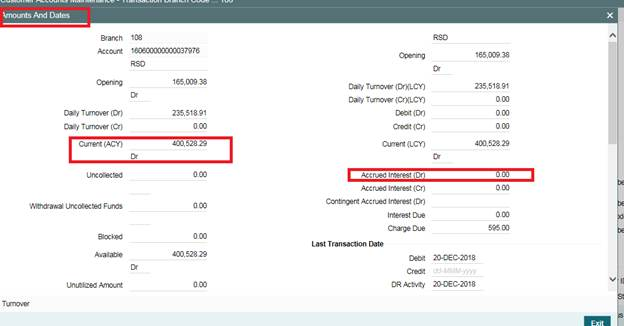 Customer Accounts Maintenance - Transaction Branch Code ... 108
Amounts And Dates
Branch 108
Account 160600000000037976
RSD
Opening 165,009.38
Dr
Daily Turnover (Dr) 235,518.91
Daily Turnover (Cr) 0.00
Current (ACY) 400,528.29
Dr
Uncollected 0.00
Withdrawal Uncollected Funds 0.00
Blocked 0.00
Available 400,528.29
Dr
Unutilized Amount 0.00
RSD
Opening 165,009.38
Dr
Daily Turnover (Dr)(LCY) 235,518.91
Daily Turnover (Cr)(LCY) 0.00
Debit (Dr) 0.00
Credit (Cr) 0.00
Current (LCY) 400,528.29
Dr
Accrued Interest (Dr) 0.00
Accrued Interest (Cr) 0.00
Contingent Accrued Interest (Dr)
Interest Due 0.00
Charge Due 595.00
Last Transaction Date
Debit 20-DEC-2018
Credit dd-MMM-yyyy
DR Activity 20-DEC-2018
Turnover
Exit